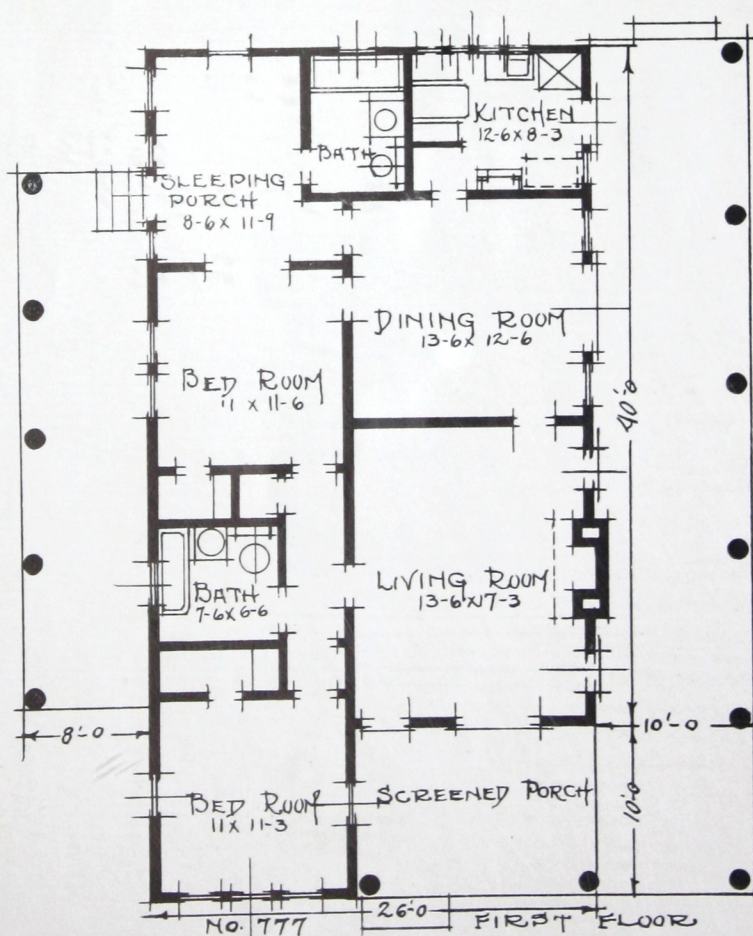 KITCHEN
12-6 X 8-3
BATH
SLEEPING
PORCH
8-6 X 11-9
DINING ROOM
13-6 X 12-6
BED ROOM
11 X 11-6
40'-0
LIVING ROOM
13-6 X 17-3
BATH
7-6 X 6-6
8'-0
10'-0
BED ROOM
11 X 11-3
SCREENED PORCH
10-0
26-0
NO. 777
FIRST FLOOR